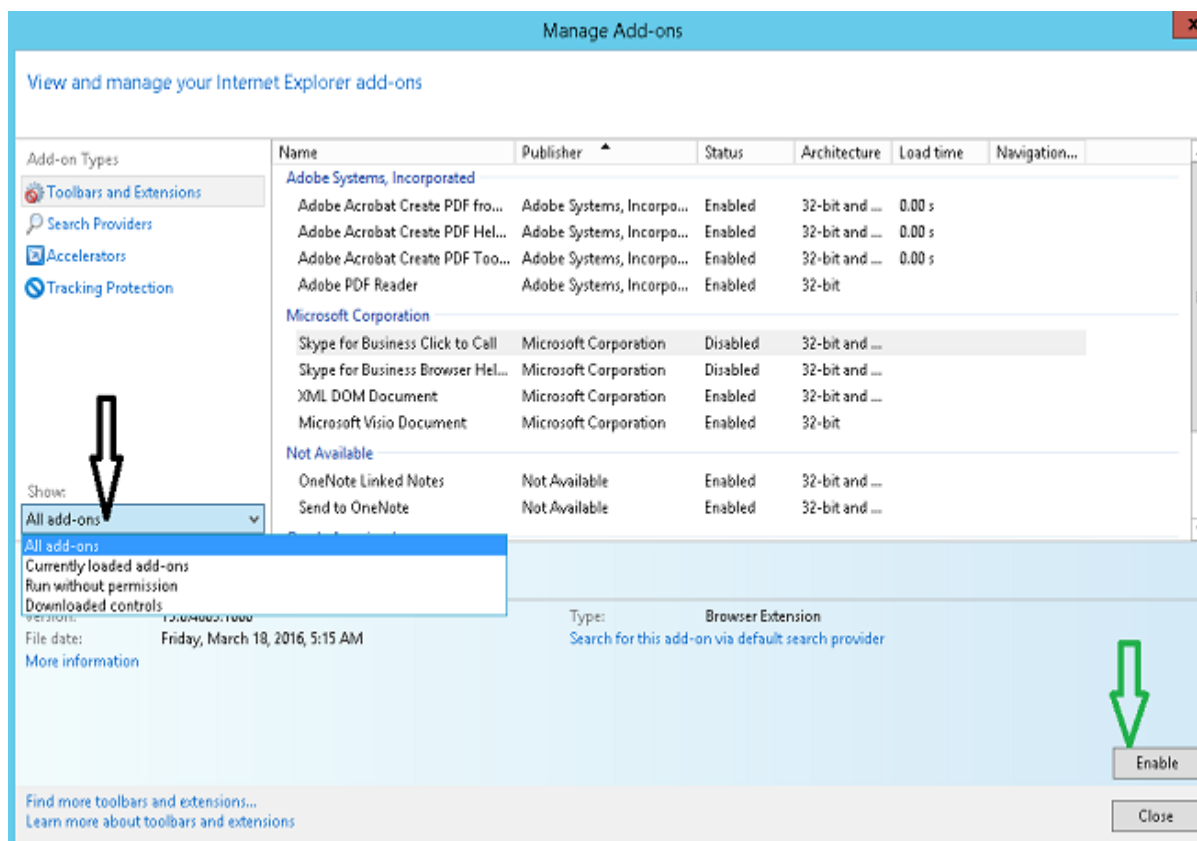 Manage Add-ons
x
View and manage your Internet Explorer add-ons
Add-on Types
Toolbars and Extensions
Search Providers
Accelerators
Tracking Protection
Show:
All add-ons
All add-ons
Currently loaded add-ons
Run without permission
Downloaded controls
Name Publisher Status Architecture Load time Navigation...
Adobe Systems, Incorporated
Adobe Acrobat Create PDF fro... Adobe Systems, Incorpo... Enabled 32-bit and ... 0.00 s
Adobe Acrobat Create PDF Hel... Adobe Systems, Incorpo... Enabled 32-bit and ... 0.00 s
Adobe Acrobat Create PDF Too... Adobe Systems, Incorpo... Enabled 32-bit and ... 0.00 s
Adobe PDF Reader Adobe Systems, Incorpo... Enabled 32-bit
Microsoft Corporation
Skype for Business Click to Call Microsoft Corporation Disabled 32-bit and ...
Skype for Business Browser Hel... Microsoft Corporation Disabled 32-bit and ...
XML DOM Document Microsoft Corporation Enabled 32-bit and ...
Microsoft Visio Document Microsoft Corporation Enabled 32-bit
Not Available
OneNote Linked Notes Not Available Enabled 32-bit and ...
Send to OneNote Not Available Enabled 32-bit and ...
Version:
File date: Friday, March 18, 2016, 5:15 AM
More information
Type: Browser Extension
Search for this add-on via default search provider
Enable
Find more toolbars and extensions...
Learn more about toolbars and extensions
Close